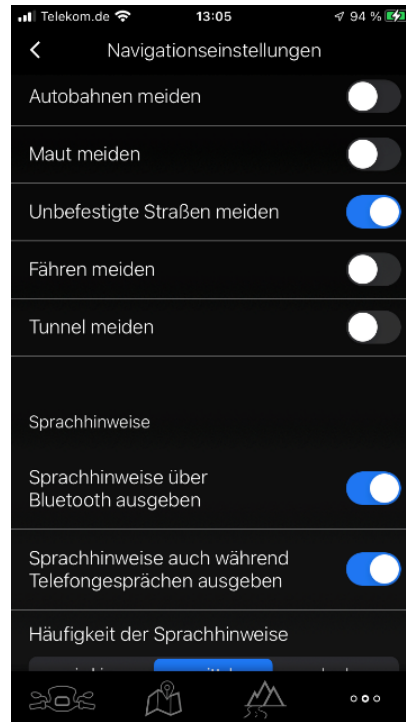 Telekom.de 13:05 94 %
Navigationseinstellungen
Autobahnen meiden
Maut meiden
Unbefestigte Straßen meiden
Fähren meiden
Tunnel meiden
Sprachhinweise
Sprachhinweise über
Bluetooth ausgeben
Sprachhinweise auch während
Telefongesprächen ausgeben
Häufigkeit der Sprachhinweise